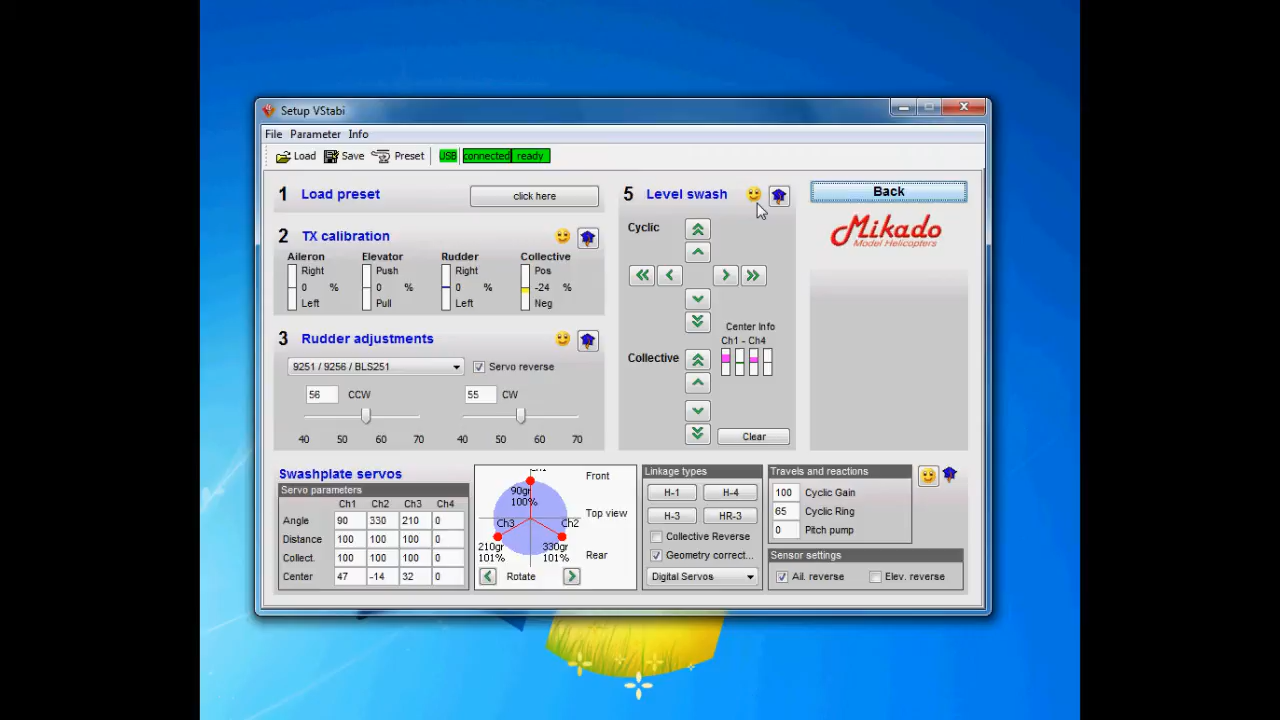 Setup VStabi
File Parameter Info
Load Save Preset USB connected ready
1 Load preset click here
2 TX calibration
Aileron Elevator Rudder Collective
Right Push Right Pos
0 % 0 % 0 % -24 %
Left Pull Left Neg
3 Rudder adjustments
9251 / 9256 / BLS251 Servo reverse
56 CCW 55 CW
40 50 60 70 40 50 60 70
5 Level swash
Cyclic
Center Info
Ch1 - Ch4
Collective
Clear
Back
Mikado
Model Helicopters
Swashplate servos
Servo parameters
Ch1 Ch2 Ch3 Ch4
Angle 90 330 210 0
Distance 100 100 100 0
Collect. 100 100 100 0
Center 47 -14 32 0
Front
90gr
100%
Top view
Ch3 Ch2
210gr 330gr
101% 101%
Rear
Rotate
Linkage types
H-1 H-4
H-3 HR-3
Collective Reverse
Geometry correct...
Digital Servos
Travels and reactions
100 Cyclic Gain
65 Cyclic Ring
0 Pitch pump
Sensor settings
Ail. reverse Elev. reverse